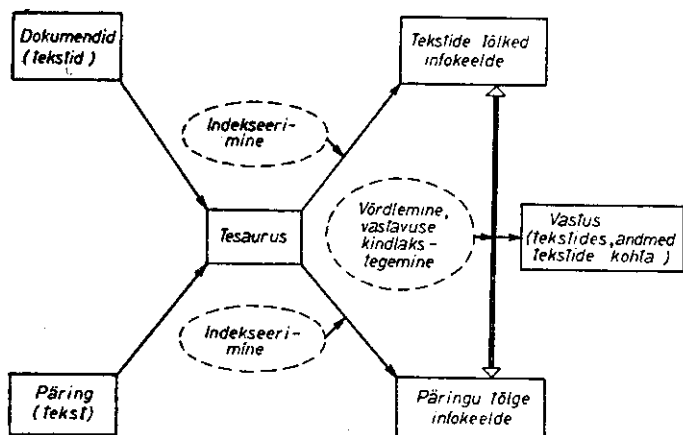 Dokumendid
(tekstid)
Tekstide tõlked
infokeelde
Indekseeri-
mine
Tesaurus
Võrdlemine,
vastavuse
kindlaks-
tegemine
Vastus
(tekstides, andmed
tekstide kohta)
Indekseeri-
mine
Päring
(tekst)
Päringu tõlge
infokeelde